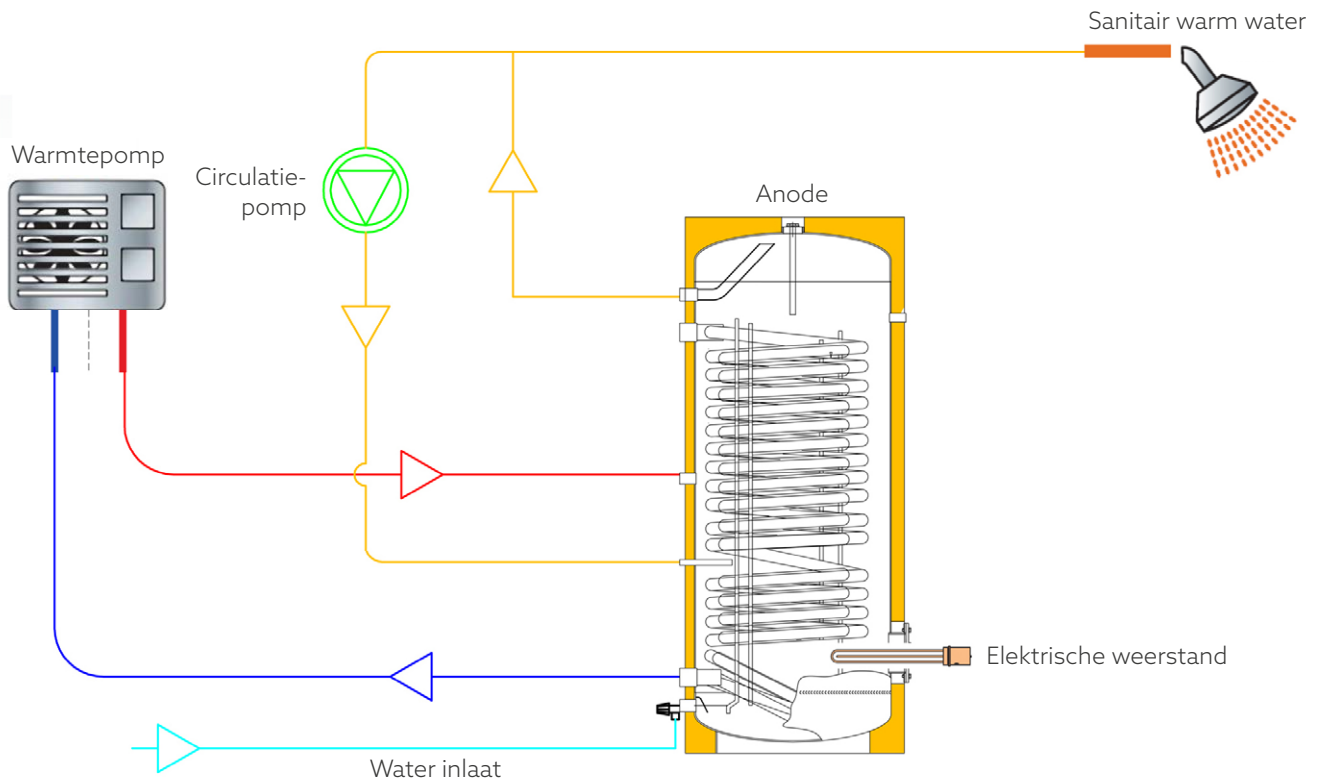 Sanitair warm water
Warmtepomp
Circulatie-
pomp
Anode
Elektrische weerstand
Water inlaat